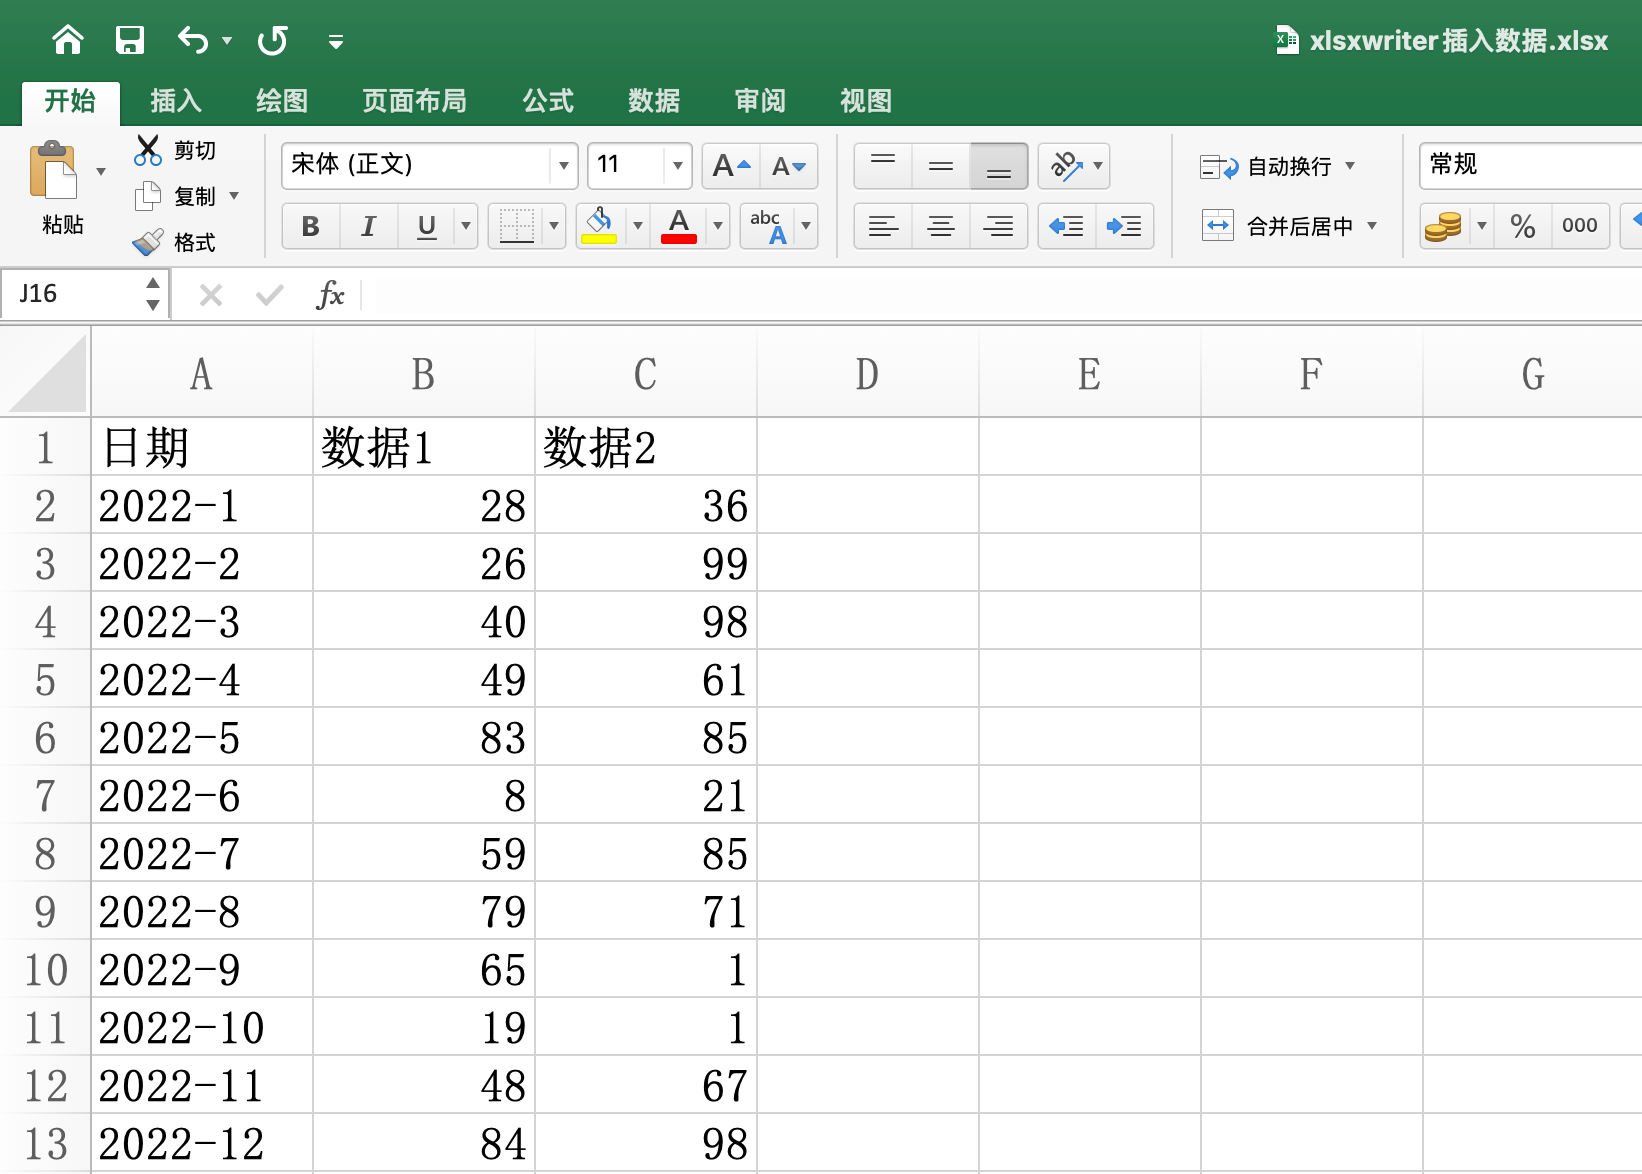 xlsxwriter插入数据.xlsx
开始 插入 绘图 页面布局 公式 数据 审阅 视图
粘贴 剪切 复制 格式
宋体 (正文) 11 A A
B I U A abc A
ab 自动换行 常规
合并后居中 % 000
J16 fx
A B C D E F G
1 日期 数据1 数据2
2 2022-1 28 36
3 2022-2 26 99
4 2022-3 40 98
5 2022-4 49 61
6 2022-5 83 85
7 2022-6 8 21
8 2022-7 59 85
9 2022-8 79 71
10 2022-9 65 1
11 2022-10 19 1
12 2022-11 48 67
13 2022-12 84 98